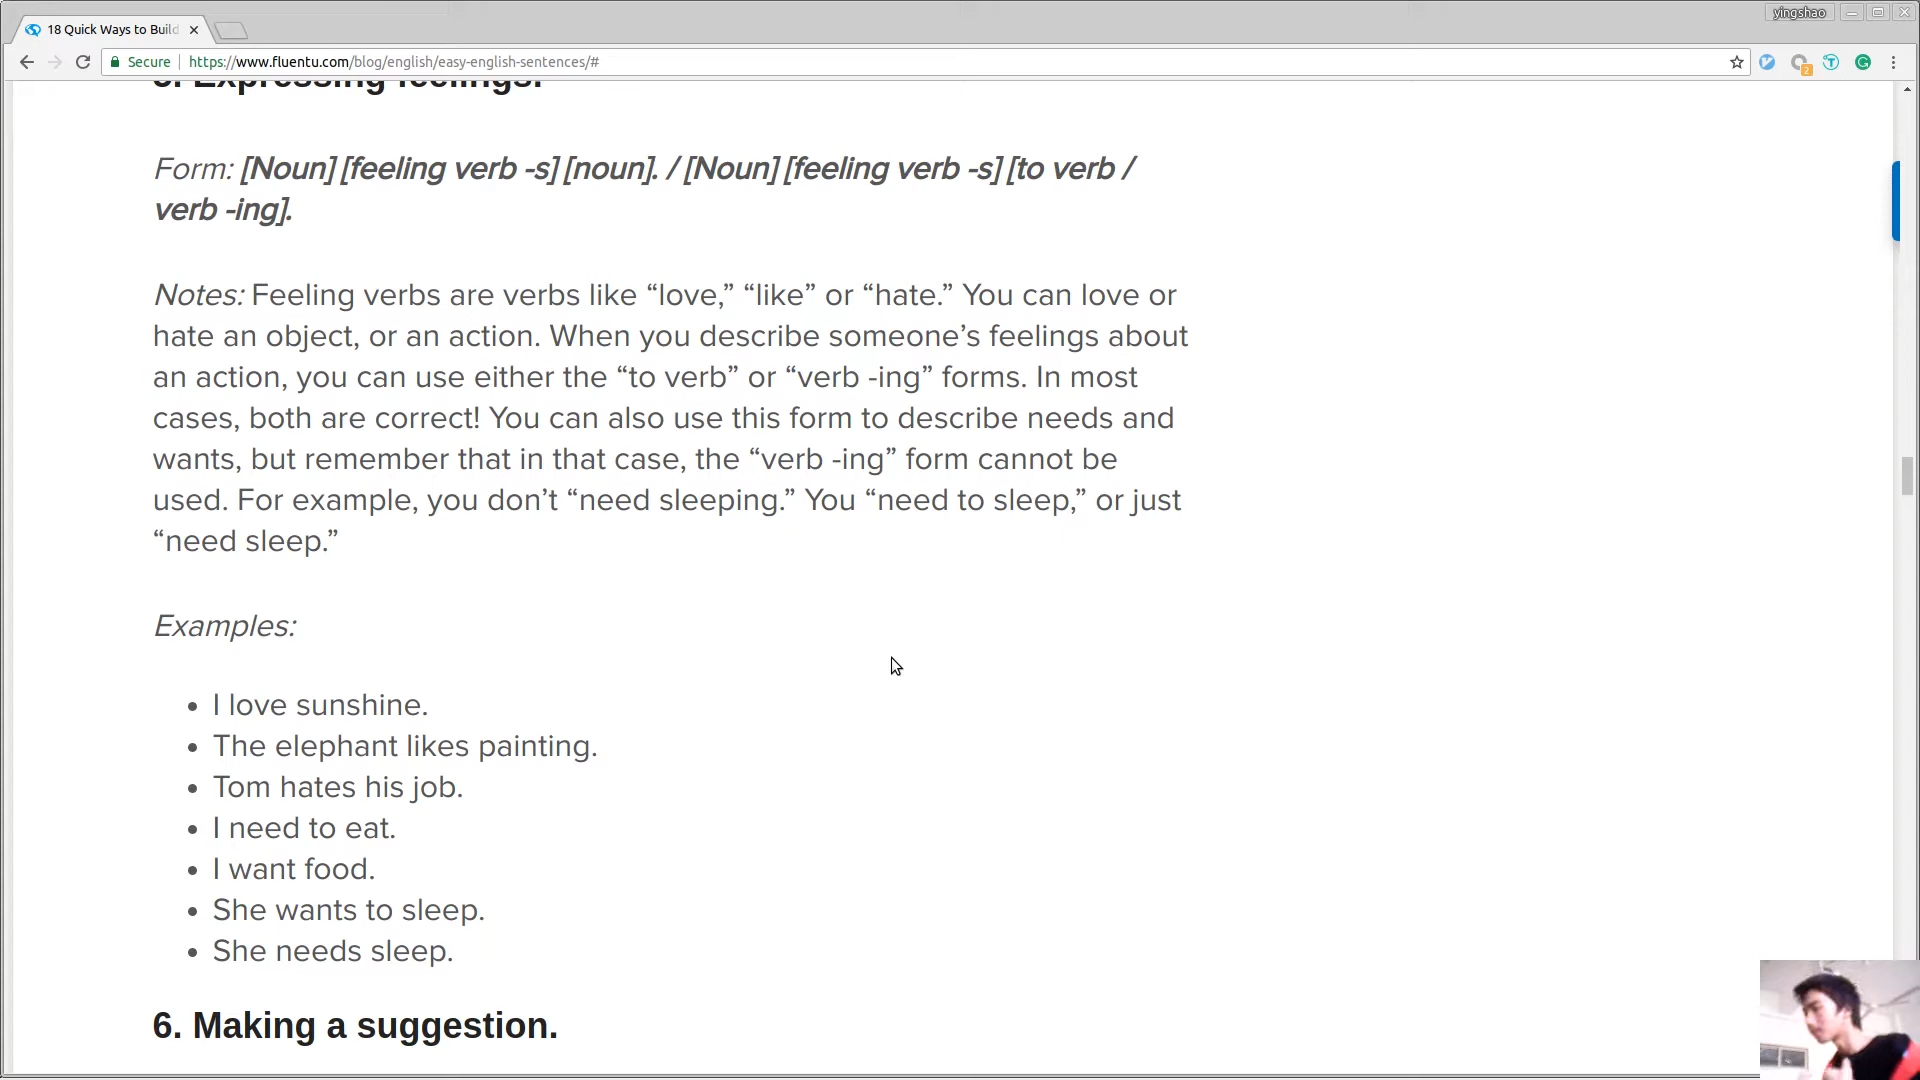 yingshao
18 Quick Ways to Build
Secure
https://www.fluentu.com/blog/english/easy-english-sentences/#
2
5. Expressing feelings.
Form: [Noun] [feeling verb -s] [noun]. / [Noun] [feeling verb -s] [to verb /
verb -ing].
Notes: Feeling verbs are verbs like “love,” “like” or “hate.” You can love or
hate an object, or an action. When you describe someone’s feelings about
an action, you can use either the “to verb” or “verb -ing” forms. In most
cases, both are correct! You can also use this form to describe needs and
wants, but remember that in that case, the “verb -ing” form cannot be
used. For example, you don’t “need sleeping.” You “need to sleep,” or just
“need sleep.”
Examples:
• I love sunshine.
• The elephant likes painting.
• Tom hates his job.
• I need to eat.
• I want food.
• She wants to sleep.
• She needs sleep.
6. Making a suggestion.